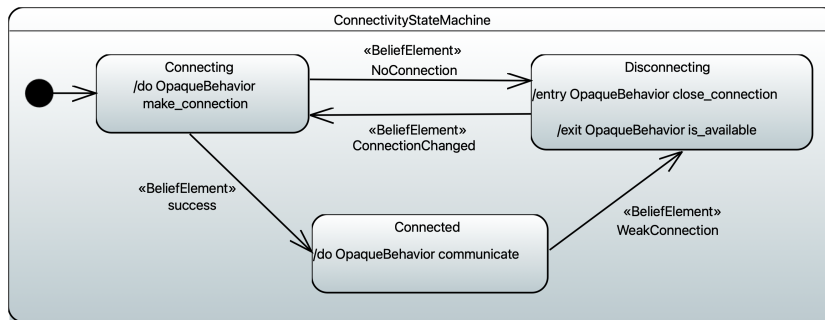 ConnectivityStateMachine
Connecting
/do OpaqueBehavior
make_connection
«BeliefElement»
NoConnection
Disconnecting
/entry OpaqueBehavior close_connection
/exit OpaqueBehavior is_available
«BeliefElement»
ConnectionChanged
«BeliefElement»
success
Connected
/do OpaqueBehavior communicate
«BeliefElement»
WeakConnection